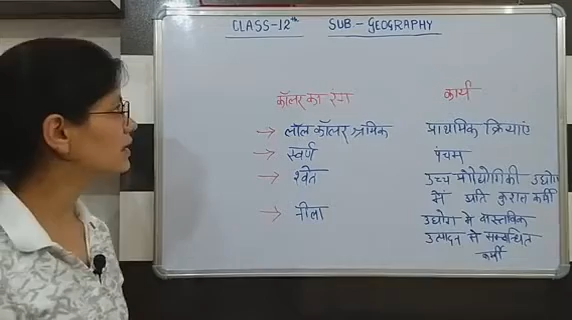 CLASS-12th SUB - GEOGRAPHY
कॉलर का रंग कार्य
→ लाल कॉलर श्रमिक प्राथमिक क्रियाएं
→ स्वर्ण पंचम
→ श्वेत उच्च प्रौद्योगिकी उद्योग
में अति कुशल कर्मी
→ नीला उद्योग मे वास्तविक
उत्पादन से सम्बन्धित
कर्मी